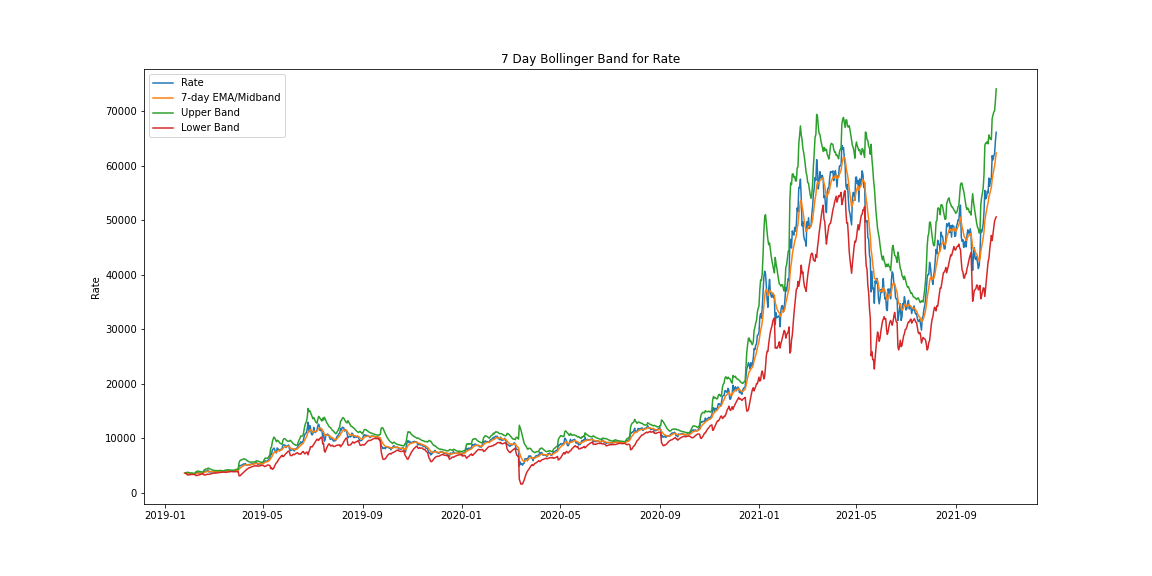 7 Day Bollinger Band for Rate
Rate
7-day EMA/Midband
Upper Band
Lower Band
Rate
70000
60000
50000
40000
30000
20000
10000
0
2019-01 2019-05 2019-09 2020-01 2020-05 2020-09 2021-01 2021-05 2021-09